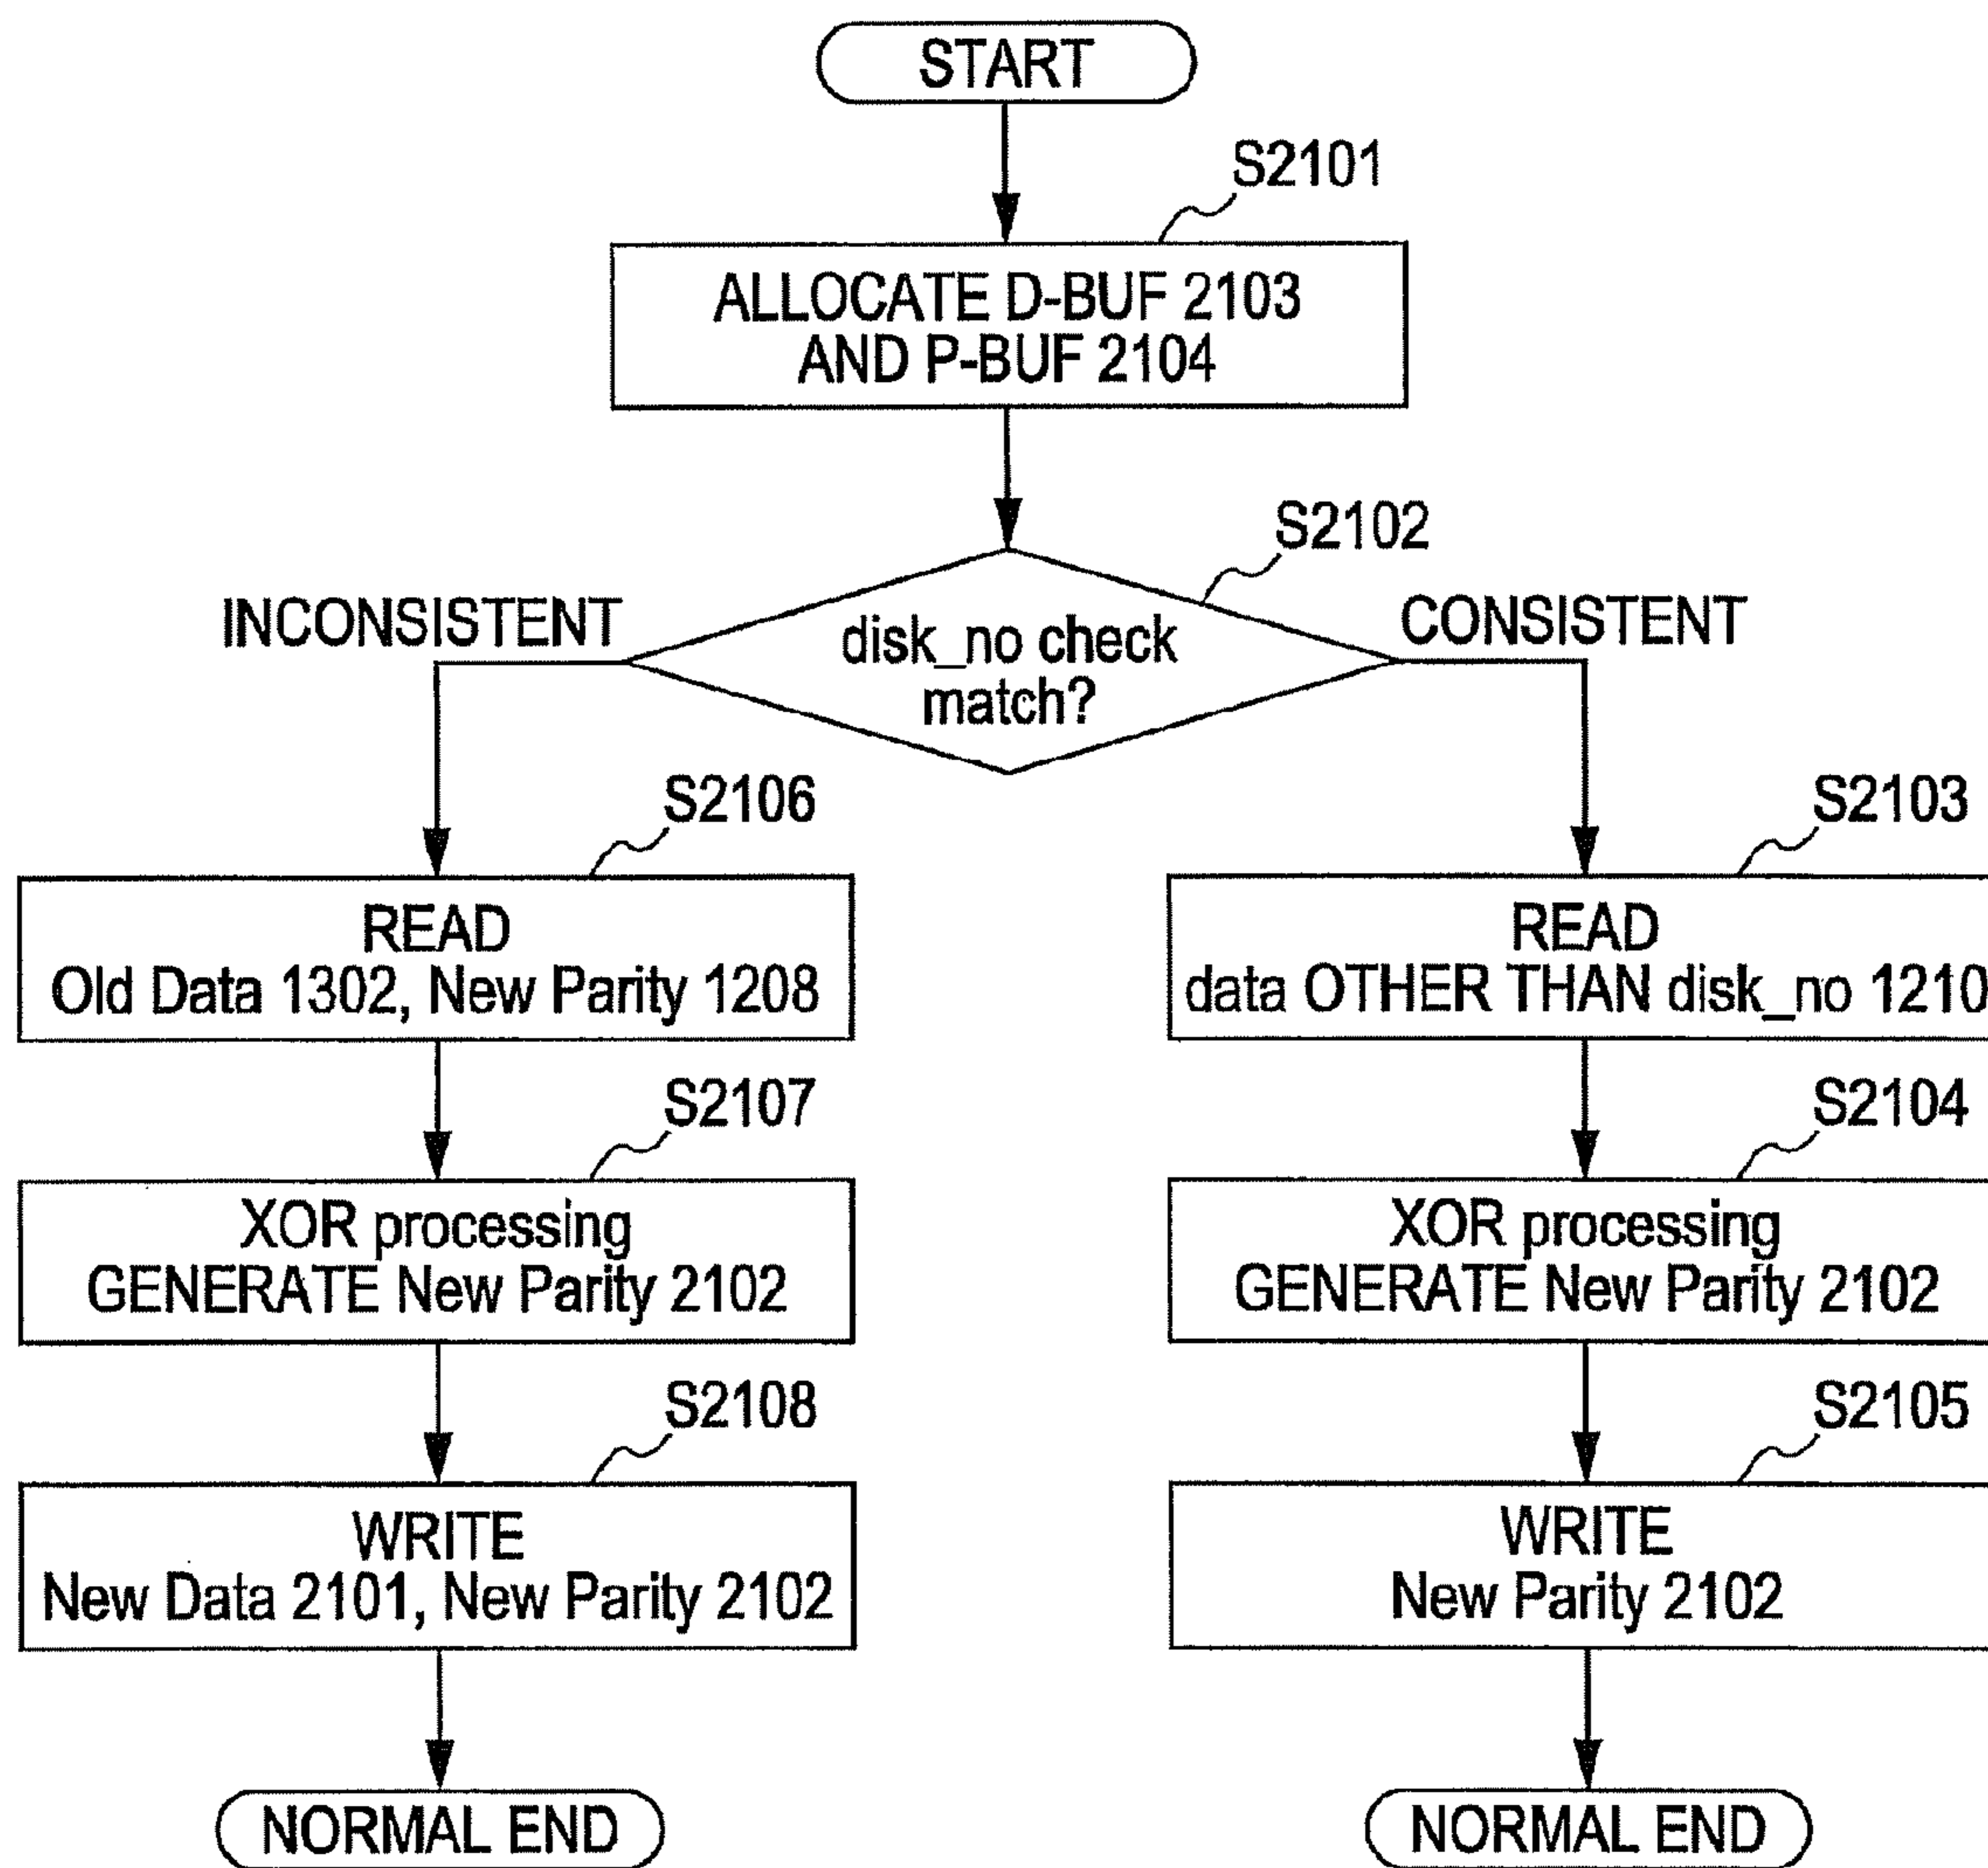 START
S2101
ALLOCATE D-BUF 2103
AND P-BUF 2104
S2102
INCONSISTENT
CONSISTENT
disk_no check
match?
S2106
S2103
READ
Old Data 1302, New Parity 1208
READ
data OTHER THAN disk_no 1210
S2107
S2104
XOR processing
GENERATE New Parity 2102
XOR processing
GENERATE New Parity 2102
S2108
S2105
WRITE
New Data 2101, New Parity 2102
WRITE
New Parity 2102
NORMAL END
NORMAL END